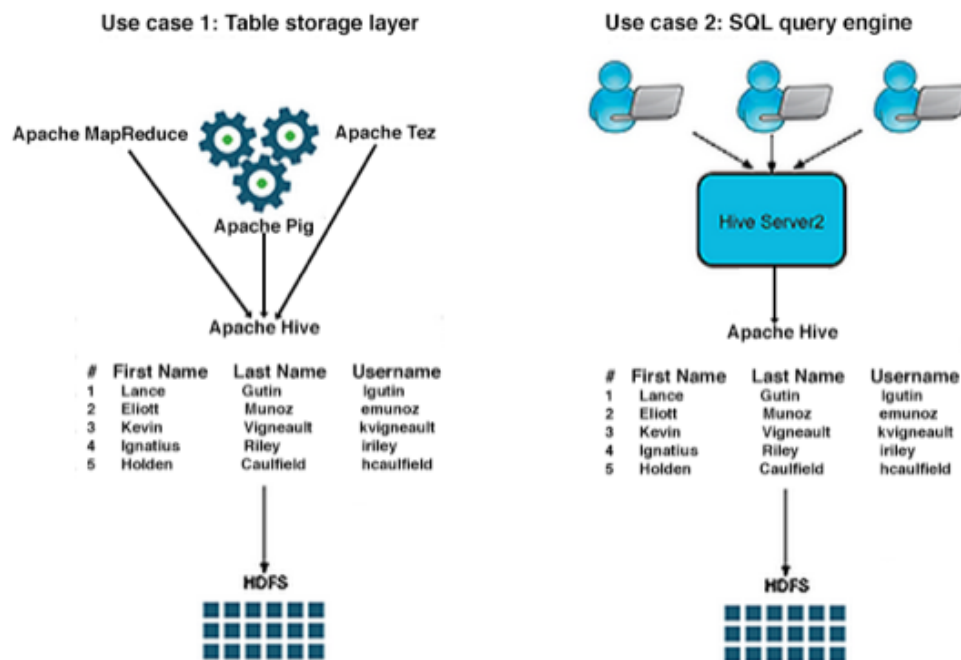 Use case 1: Table storage layer
Apache MapReduce
Apache Tez
Apache Pig
Apache Hive
# First Name Last Name Username
1 Lance Gutin lgutin
2 Eliott Munoz emunoz
3 Kevin Vigneault kvigneault
4 Ignatius Riley iriley
5 Holden Caulfield hcaulfield
HDFS
Use case 2: SQL query engine
Hive Server2
Apache Hive
# First Name Last Name Username
1 Lance Gutin lgutin
2 Eliott Munoz emunoz
3 Kevin Vigneault kvigneault
4 Ignatius Riley iriley
5 Holden Caulfield hcaulfield
HDFS